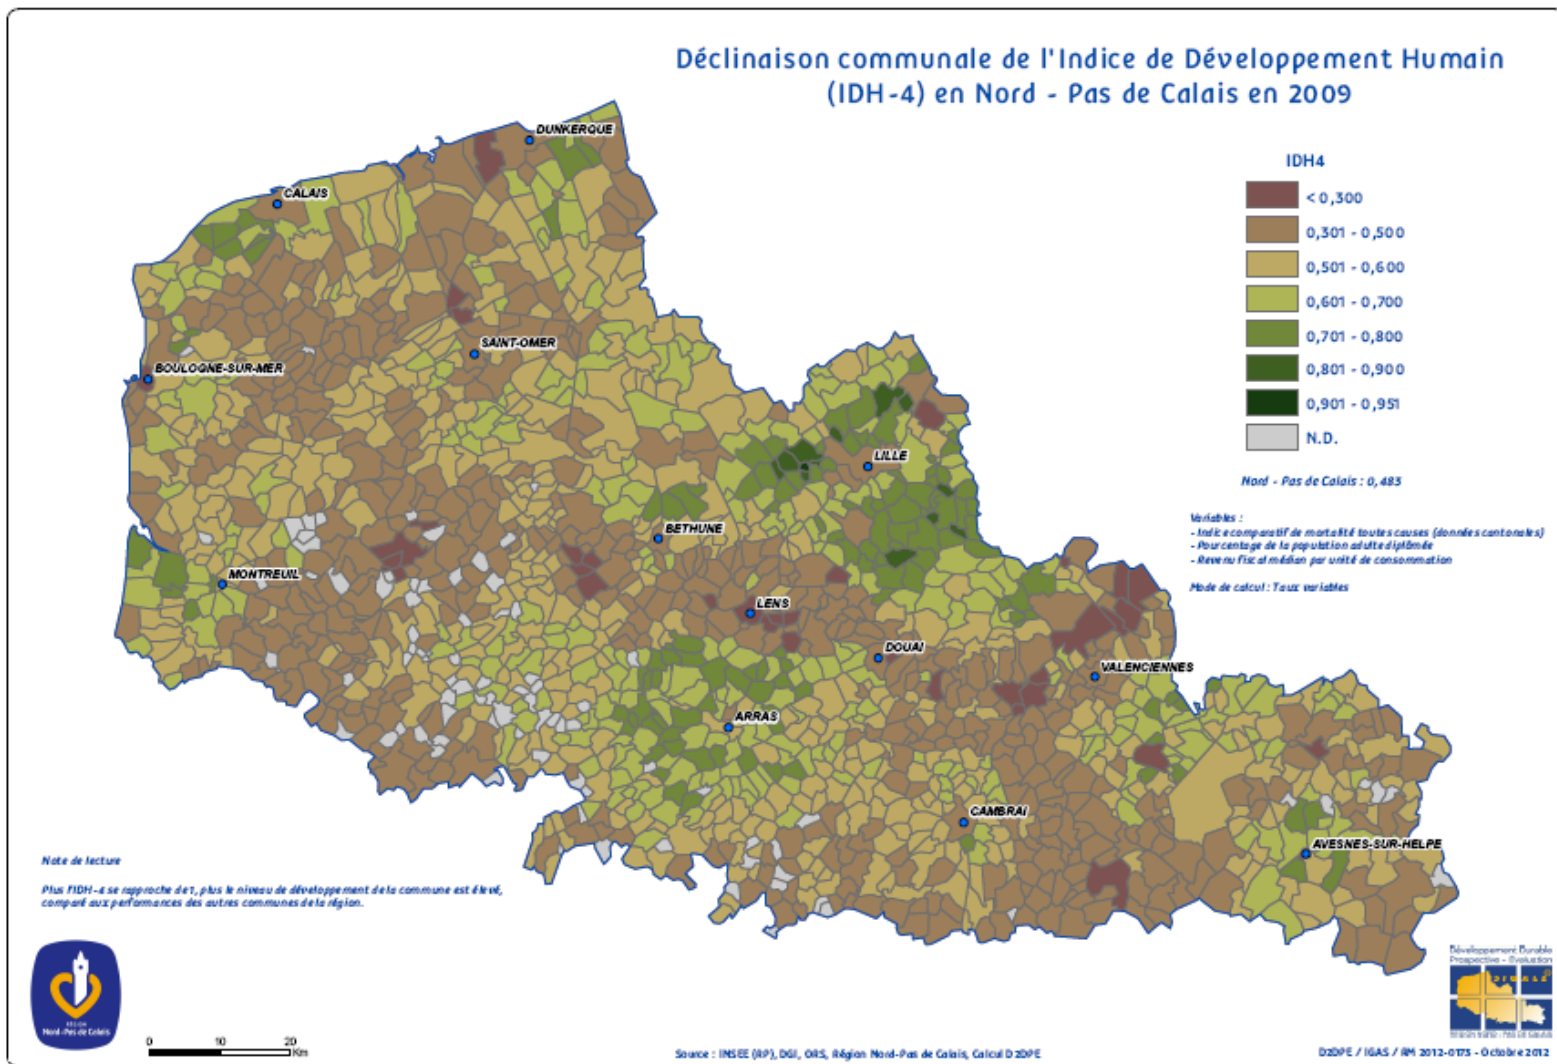 Déclinaison communale de l'Indice de Développement Humain
(IDH-4) en Nord - Pas de Calais en 2009
IDH4
< 0,300
0,301 - 0,500
0,501 - 0,600
0,601 - 0,700
0,701 - 0,800
0,801 - 0,900
0,901 - 0,951
N.D.
Nord - Pas de Calais : 0,483
Variables :
- Indice comparatif de mortalité toutes causes (données cantonales)
- Pourcentage de la population adulte diplômée
- Revenu fiscal médian par unité de consommation
Mode de calcul : Taux variables
DUNKERQUE
CALAIS
SAINT-OMER
BOULOGNE-SUR-MER
LILLE
BETHUNE
MONTREUIL
LENS
DOUAI
VALENCIENNES
ARRAS
CAMBRAI
AVESNES-SUR-HELPE
Note de lecture
Plus l'IDH-4 se rapproche de 1, plus le niveau de développement de la commune est élevé,
comparé aux performances des autres communes de la région.
RÉGION
Nord-Pas de Calais
0 10 20
Km
Source : INSEE (RP), DGI, ORS, Région Nord-Pas de Calais, Calcul D2DPE
Développement Durable
Prospective - Evaluation
D2DPE / IGAS / RM 2012-0175 - Octobre 2012